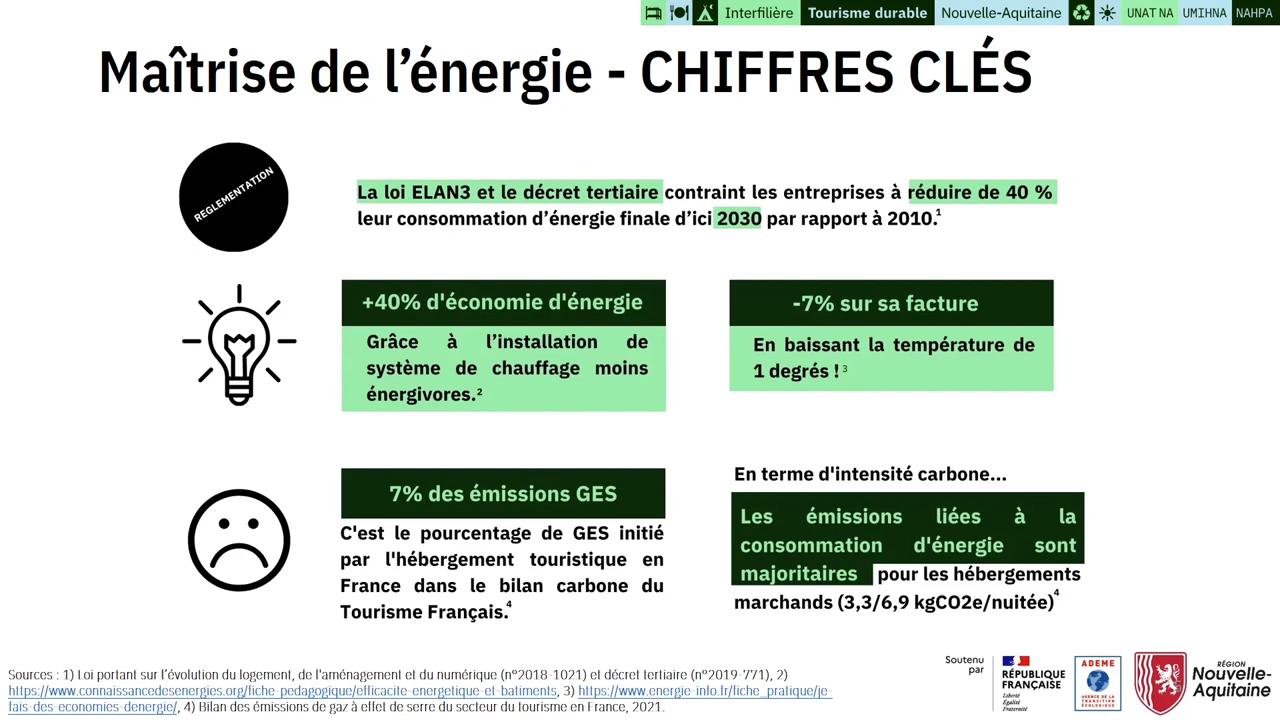 Interfilière Tourisme durable Nouvelle-Aquitaine UNAT NA UMIHNA NAHPA
Maîtrise de l’énergie - CHIFFRES CLÉS
REGLEMENTATION
La loi ELAN3 et le décret tertiaire contraint les entreprises à réduire de 40 %
leur consommation d’énergie finale d’ici 2030 par rapport à 2010.1
+40% d'économie d'énergie
Grâce à l’installation de
système de chauffage moins
énergivores.2
-7% sur sa facture
En baissant la température de
1 degrés ! 3
7% des émissions GES
C'est le pourcentage de GES initié
par l'hébergement touristique en
France dans le bilan carbone du
Tourisme Français.4
En terme d'intensité carbone...
Les émissions liées à la
consommation d'énergie sont
majoritaires pour les hébergements
marchands (3,3/6,9 kgCO2e/nuitée)4
Sources : 1) Loi portant sur l’évolution du logement, de l'aménagement et du numérique (n°2018-1021) et décret tertiaire (n°2019-771), 2)
https://www.connaissancedesenergies.org/fiche-pedagogique/efficacite-energetique-et-batiments, 3) https://www.energie-info.fr/fiche_pratique/je-
fais-des-economies-denergie/, 4) Bilan des émissions de gaz à effet de serre du secteur du tourisme en France, 2021.
Soutenu
par
RÉPUBLIQUE
FRANÇAISE
Liberté
Égalité
Fraternité
ADEME
AGENCE DE LA
TRANSITION
ÉCOLOGIQUE
RÉGION
Nouvelle-
Aquitaine